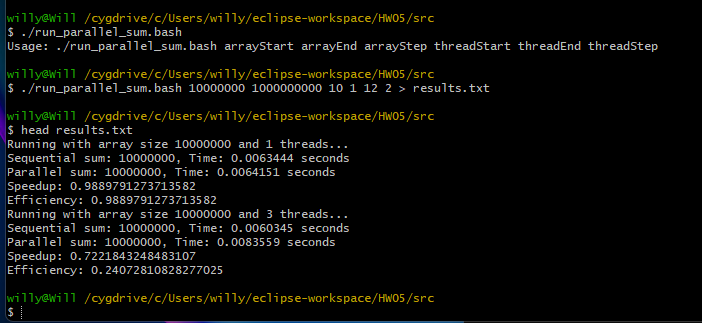 willy@Will /cygdrive/c/Users/willy/eclipse-workspace/HW05/src
$ ./run_parallel_sum.bash
Usage: ./run_parallel_sum.bash arrayStart arrayEnd arrayStep threadStart threadEnd threadStep
willy@Will /cygdrive/c/Users/willy/eclipse-workspace/HW05/src
$ ./run_parallel_sum.bash 10000000 1000000000 10 1 12 2 > results.txt
willy@Will /cygdrive/c/Users/willy/eclipse-workspace/HW05/src
$ head results.txt
Running with array size 10000000 and 1 threads...
Sequential sum: 10000000, Time: 0.0063444 seconds
Parallel sum: 10000000, Time: 0.0064151 seconds
Speedup: 0.9889791273713582
Efficiency: 0.9889791273713582
Running with array size 10000000 and 3 threads...
Sequential sum: 10000000, Time: 0.0060345 seconds
Parallel sum: 10000000, Time: 0.0083559 seconds
Speedup: 0.7221843248483107
Efficiency: 0.24072810828277025
willy@Will /cygdrive/c/Users/willy/eclipse-workspace/HW05/src
$